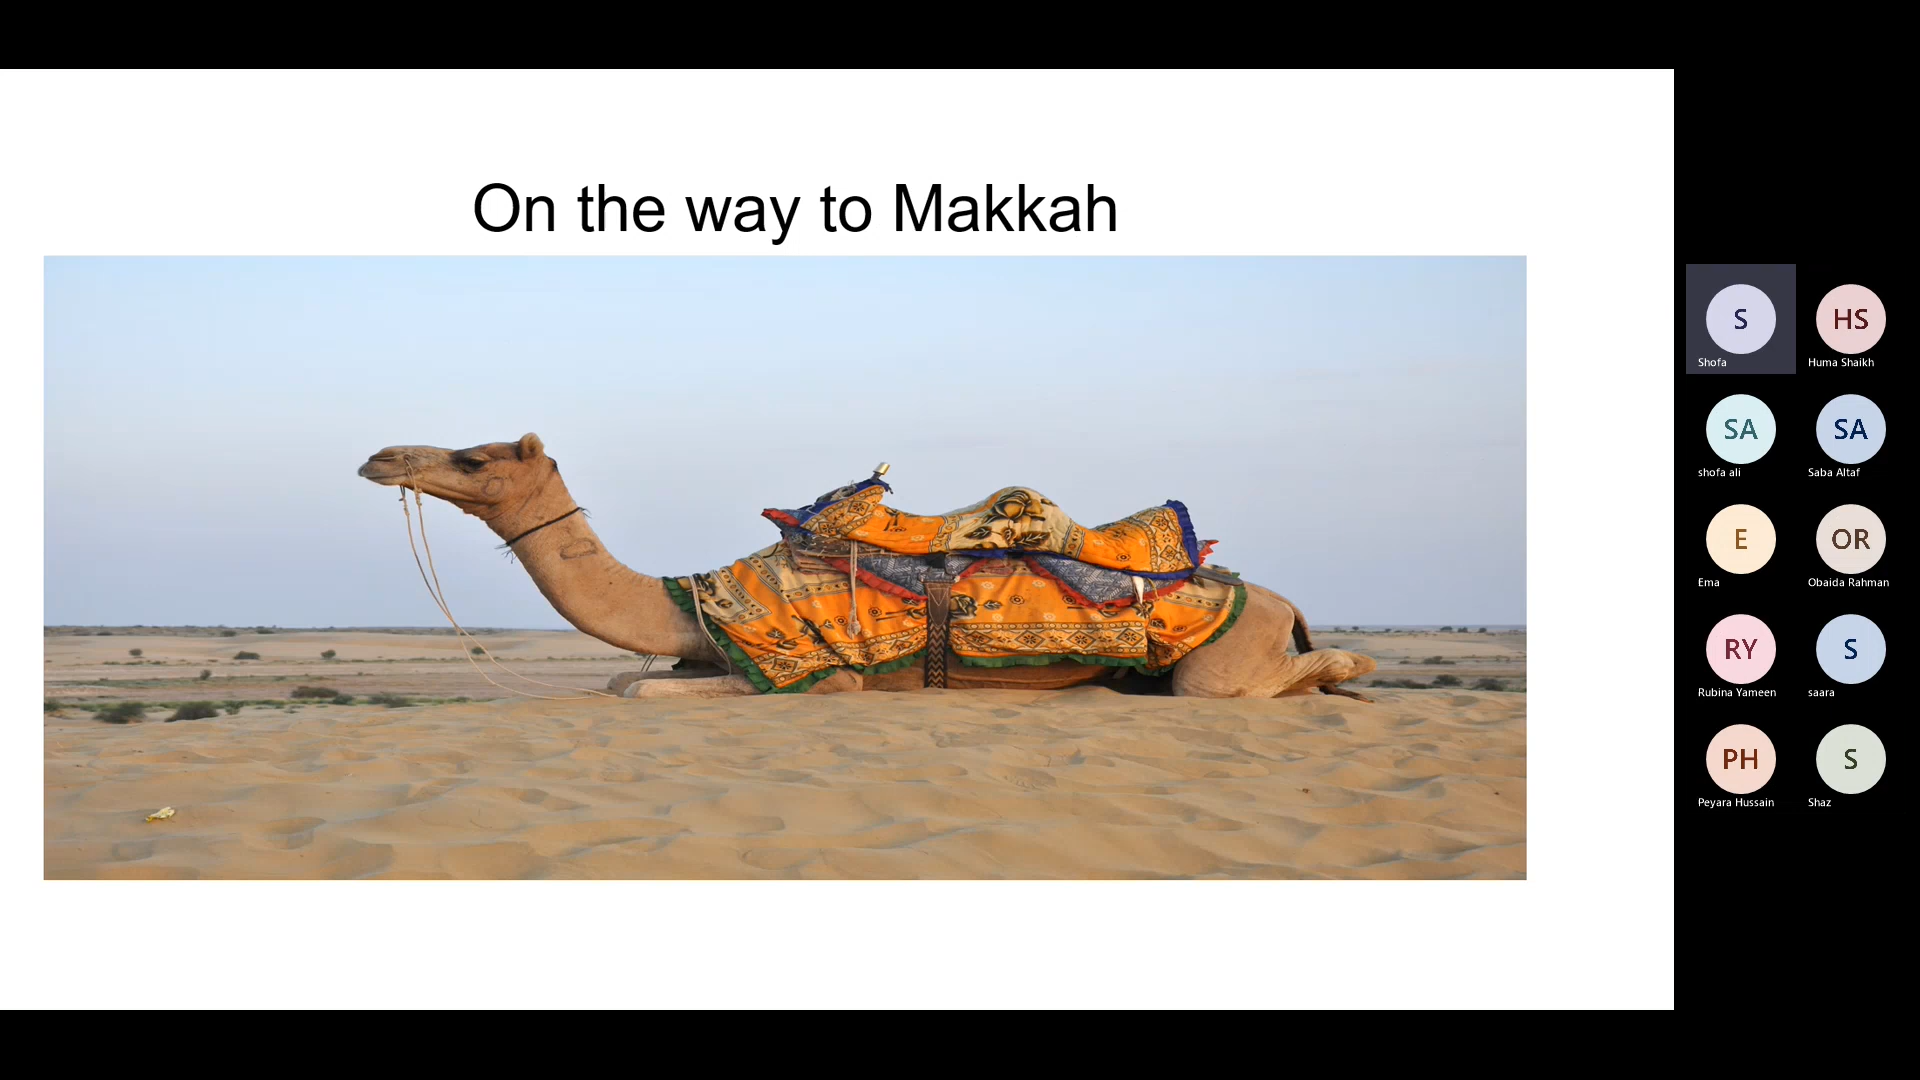 On the way to Makkah
S
HS
Shofa
Huma Shaikh
SA
SA
shofa ali
Saba Altaf
E
OR
Ema
Obaida Rahman
RY
S
Rubina Yameen
saara
PH
S
Peyara Hussain
Shaz